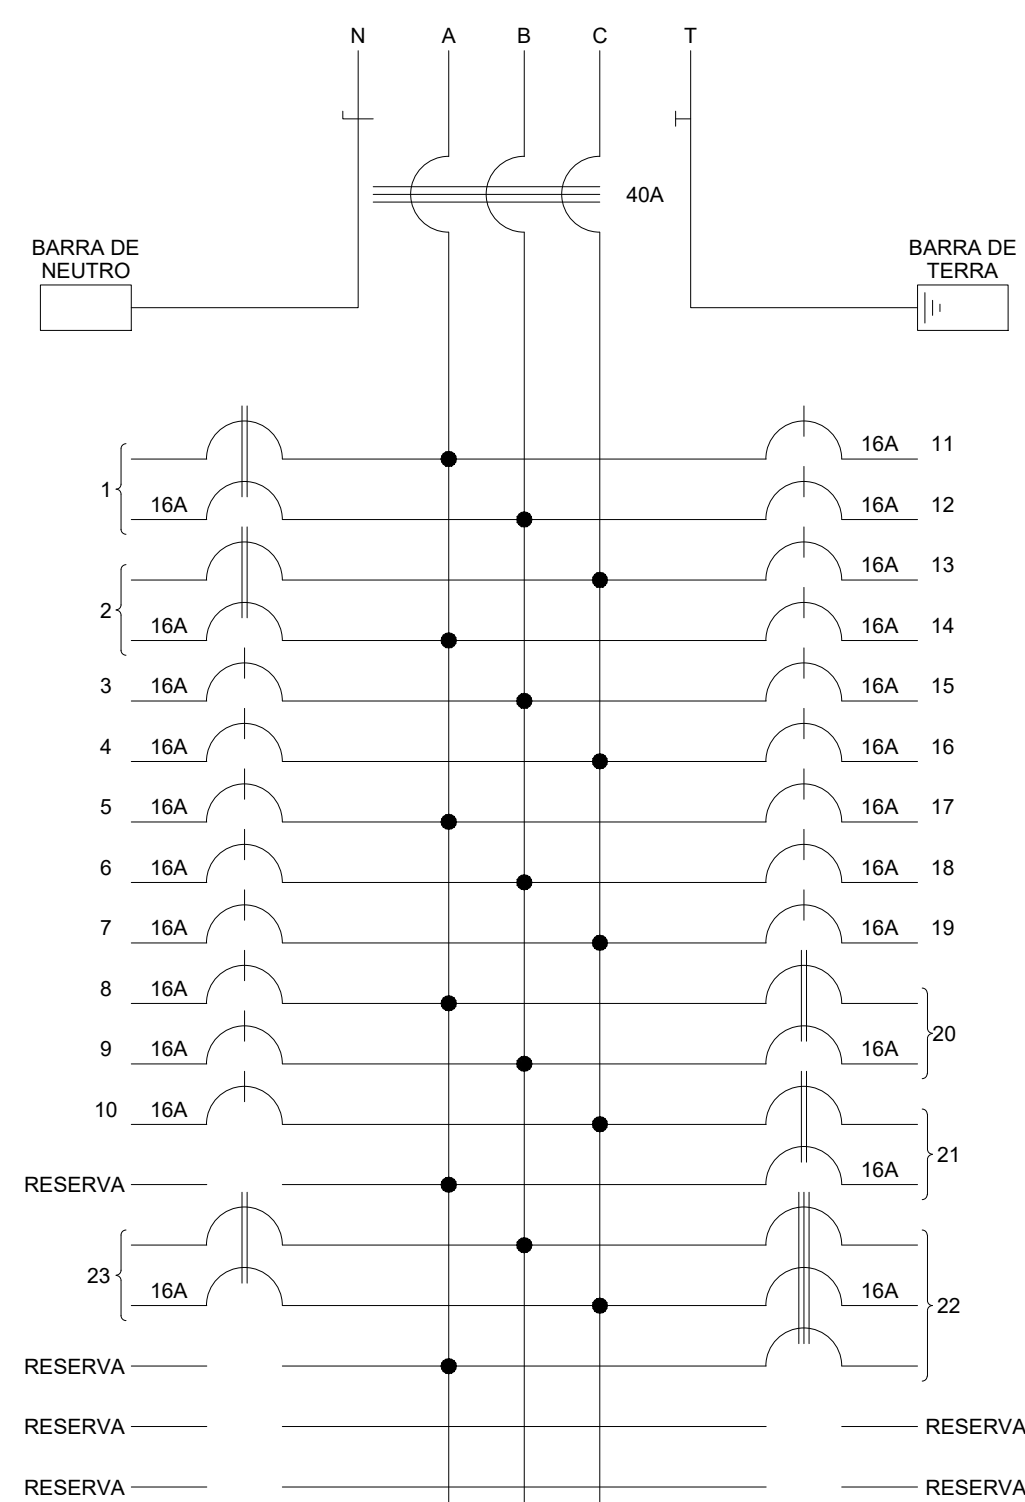 N A B C T
40A
BARRA DE
NEUTRO
BARRA DE
TERRA
16A 11
1
16A 16A 12
16A 13
2
16A 16A 14
3 16A 16A 15
4 16A 16A 16
5 16A 16A 17
6 16A 16A 18
7 16A 16A 19
8 16A
20
9 16A 16A
10 16A
21
16A
RESERVA
23
16A 16A 22
RESERVA
RESERVA RESERVA
RESERVA RESERVA